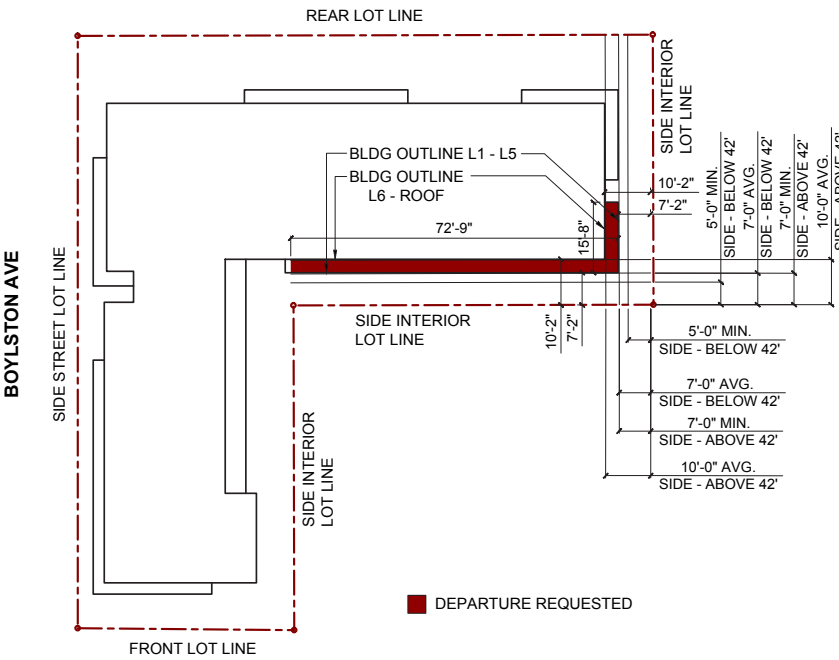 REAR LOT LINE
SIDE INTERIOR
LOT LINE
BLDG OUTLINE L1 - L5
BLDG OUTLINE
L6 - ROOF
10'-2"
7'-2"
72'-9"
15'-8"
5'-0" MIN.
SIDE - BELOW 42'
7'-0" AVG.
SIDE - BELOW 42'
7'-0" MIN.
SIDE - ABOVE 42'
10'-0" AVG.
SIDE - ABOVE 42'
BOYLSTON AVE
SIDE STREET LOT LINE
SIDE INTERIOR
LOT LINE
10'-2"
7'-2"
5'-0" MIN.
SIDE - BELOW 42'
7'-0" AVG.
SIDE - BELOW 42'
7'-0" MIN.
SIDE - ABOVE 42'
10'-0" AVG.
SIDE - ABOVE 42'
SIDE INTERIOR
LOT LINE
DEPARTURE REQUESTED
FRONT LOT LINE